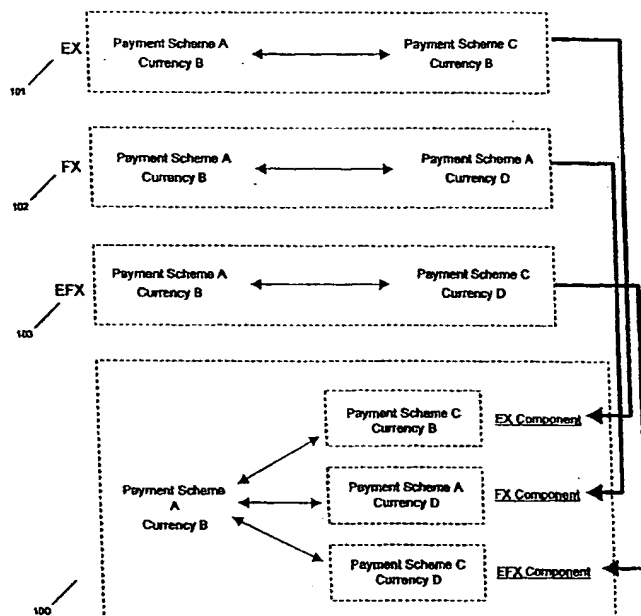 EX
Payment Scheme A
Currency B
Payment Scheme C
Currency B
101
FX
Payment Scheme A
Currency B
Payment Scheme A
Currency D
102
EFX
Payment Scheme A
Currency B
Payment Scheme C
Currency D
103
Payment Scheme C
Currency B
EX Component
Payment Scheme
A
Currency B
Payment Scheme A
Currency D
FX Component
Payment Scheme C
Currency D
EFX Component
100